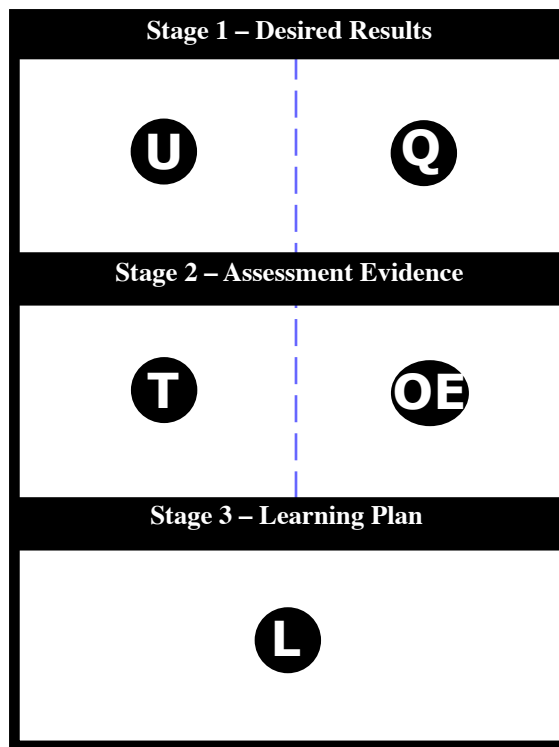 Stage 1 – Desired Results
U Q
Stage 2 – Assessment Evidence
T OE
Stage 3 – Learning Plan
L